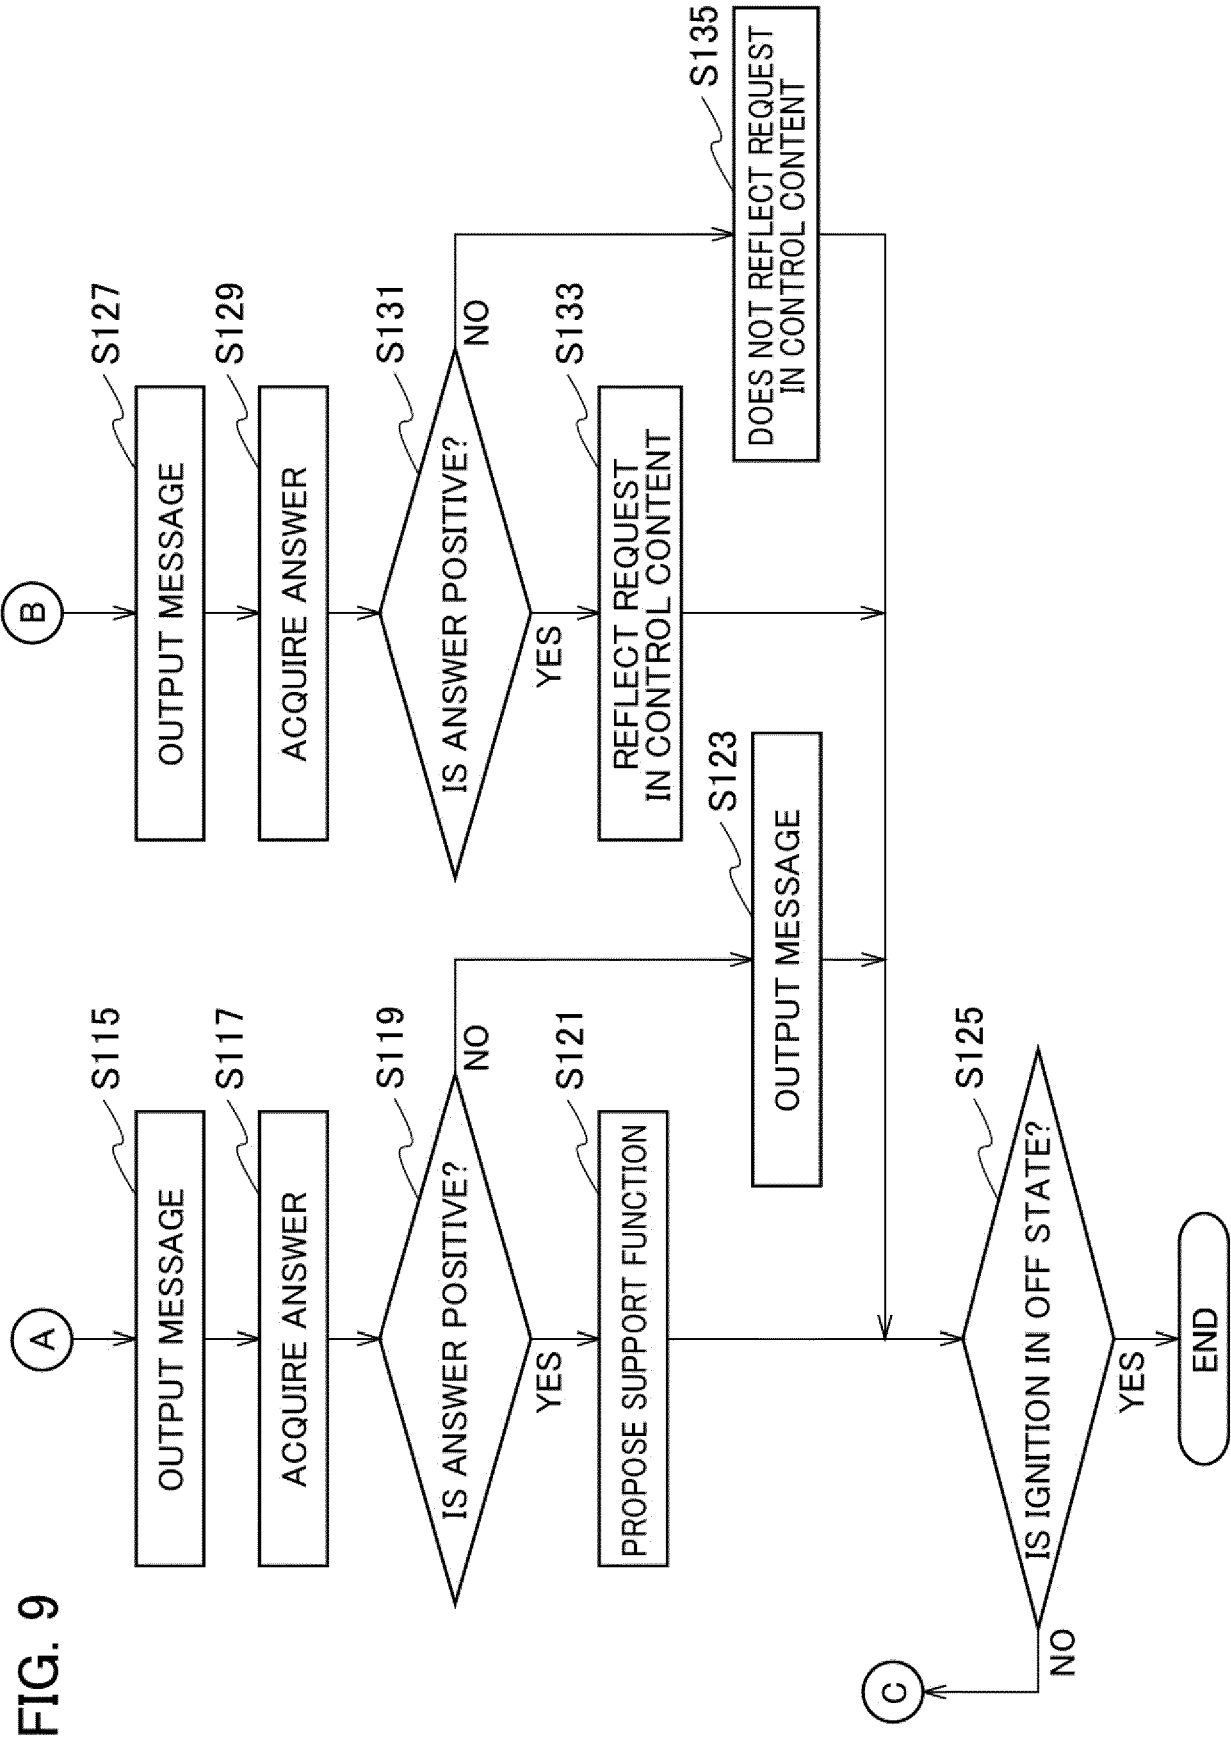 FIG. 9
A
S115
OUTPUT MESSAGE
S117
ACQUIRE ANSWER
S119
IS ANSWER POSITIVE?
NO
YES
S121
PROPOSE SUPPORT FUNCTION
S123
OUTPUT MESSAGE
B
S127
OUTPUT MESSAGE
S129
ACQUIRE ANSWER
S131
IS ANSWER POSITIVE?
NO
YES
S133
REFLECT REQUEST
IN CONTROL CONTENT
S135
DOES NOT REFLECT REQUEST
IN CONTROL CONTENT
S125
IS IGNITION IN OFF STATE?
NO
C
YES
END